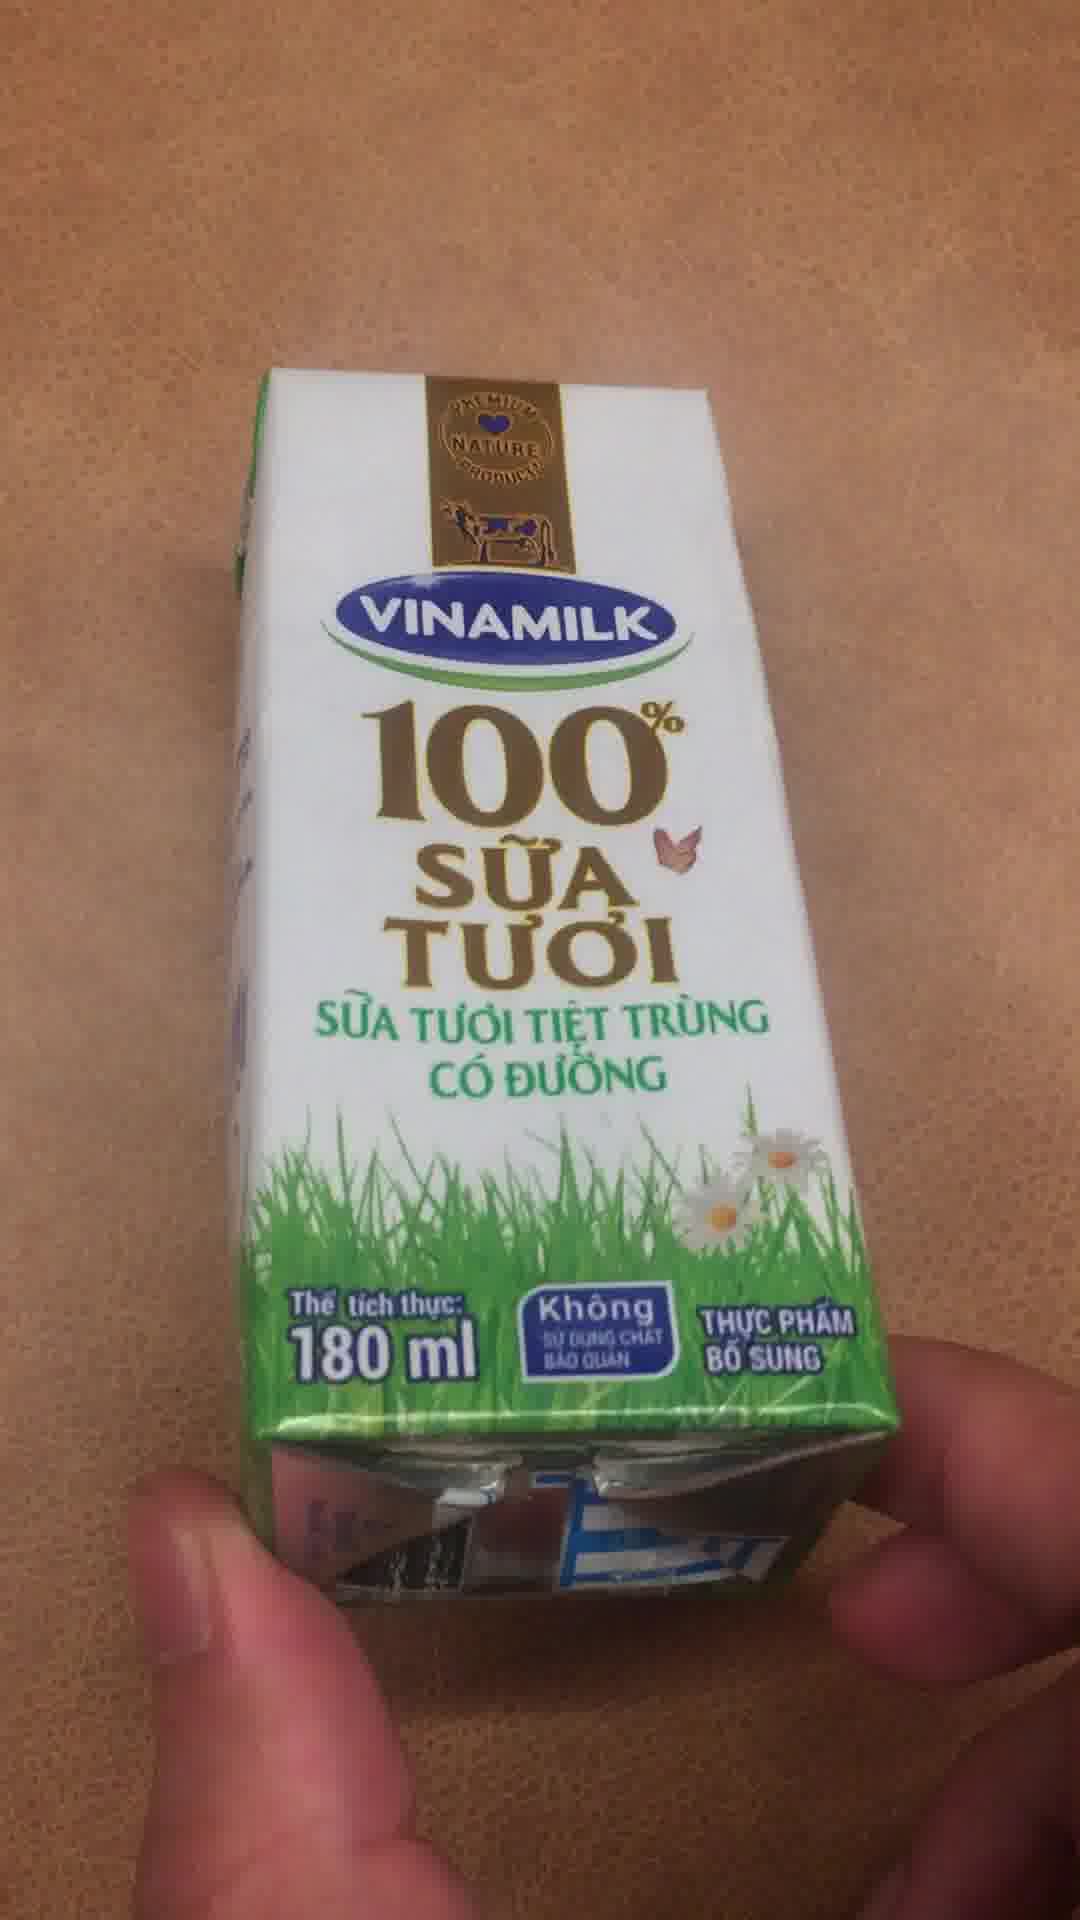 PREMIUM
NATURE
PRODUCT
VINAMILK
100%
SỮA
TƯƠI
SỮA TƯƠI TIỆT TRÙNG
CÓ ĐƯỜNG
Thể tích thực:
180 ml
Không
SỬ DỤNG CHẤT
BẢO QUẢN
THỰC PHẨM
BỔ SUNG